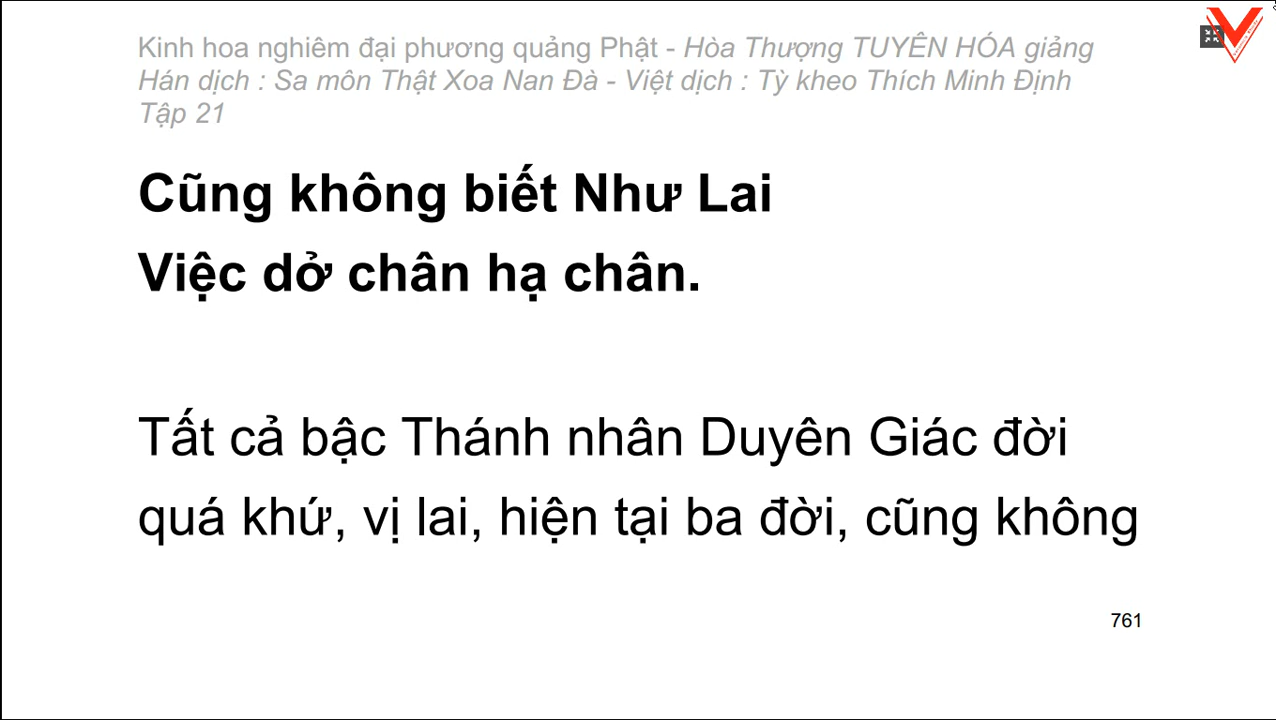 Kinh hoa nghiêm đại phương quảng Phật - Hòa Thượng TUYÊN HÓA giảng
Hán dịch : Sa môn Thật Xoa Nan Đà - Việt dịch : Tỳ kheo Thích Minh Định
Tập 21
Cũng không biết Như Lai
Việc dở chân hạ chân.
Tất cả bậc Thánh nhân Duyên Giác đời
quá khứ, vị lai, hiện tại ba đời, cũng không
761